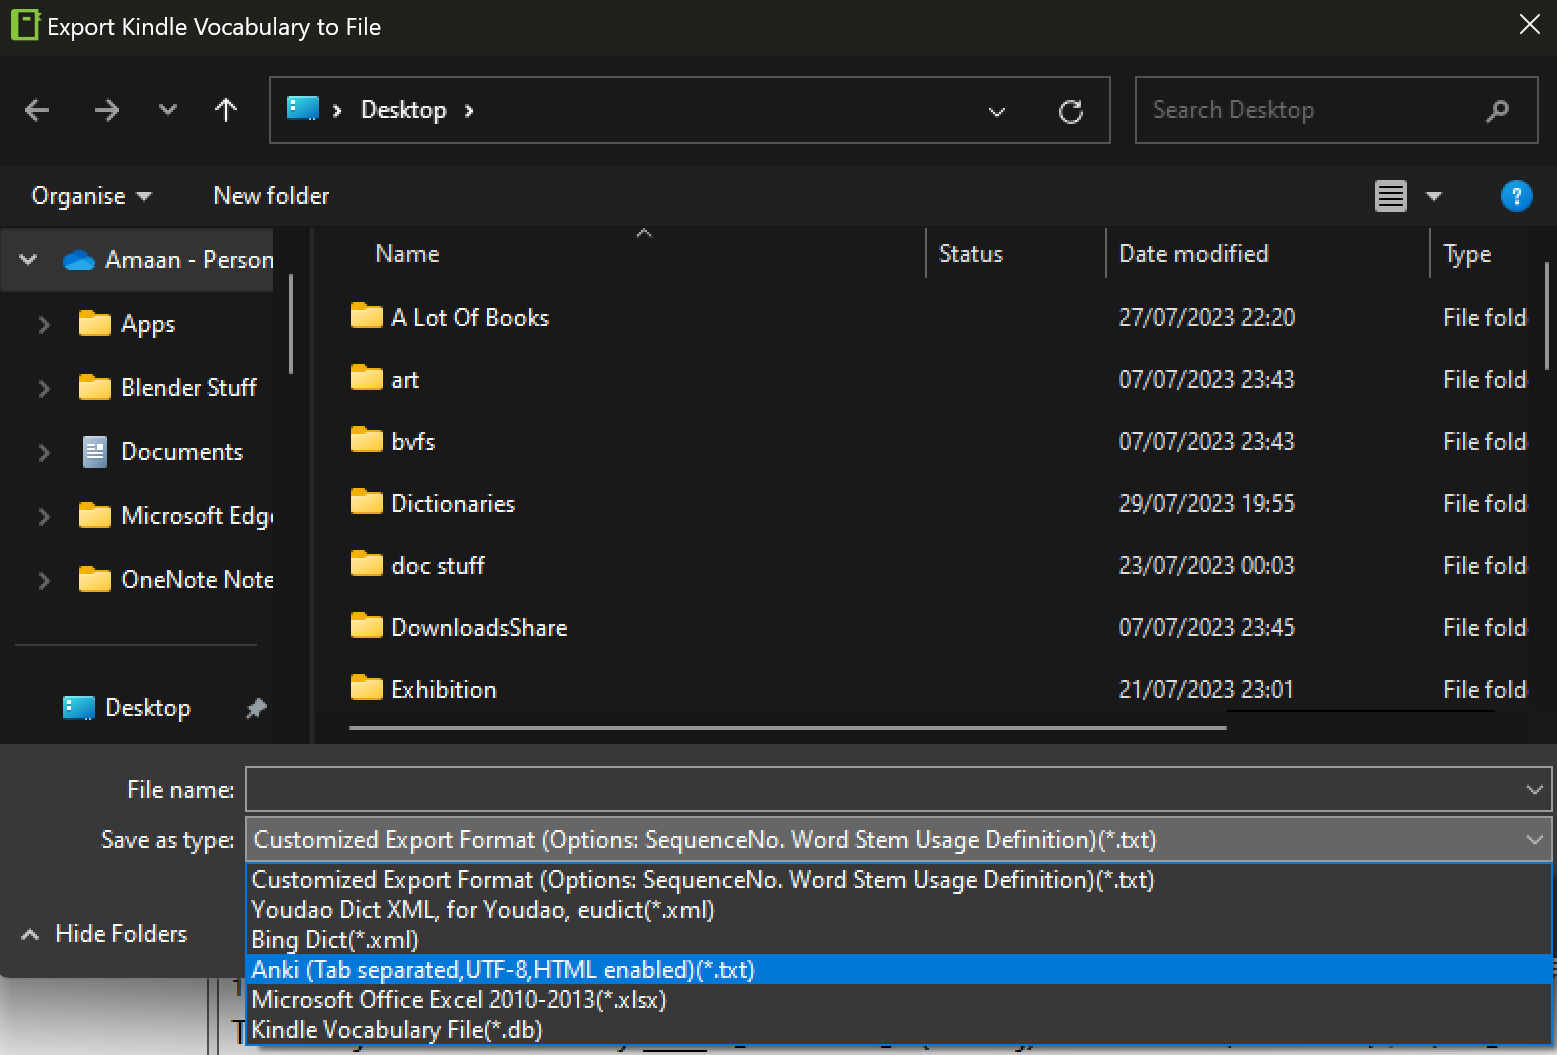 Export Kindle Vocabulary to File
Desktop
Search Desktop
Organise
New folder
Amaan - Person
Apps
Blender Stuff
Documents
Microsoft Edge
OneNote Note
Desktop
Name Status Date modified Type
A Lot Of Books 27/07/2023 22:20 File fold
art 07/07/2023 23:43 File fold
bvfs 07/07/2023 23:43 File fold
Dictionaries 29/07/2023 19:55 File fold
doc stuff 23/07/2023 00:03 File fold
DownloadsShare 07/07/2023 23:45 File fold
Exhibition 21/07/2023 23:01 File fold
File name:
Save as type: Customized Export Format (Options: SequenceNo. Word Stem Usage Definition)(*.txt)
Customized Export Format (Options: SequenceNo. Word Stem Usage Definition)(*.txt)
Youdao Dict XML, for Youdao, eudict(*.xml)
Bing Dict(*.xml)
Anki (Tab separated,UTF-8,HTML enabled)(*.txt)
Microsoft Office Excel 2010-2013(*.xlsx)
Kindle Vocabulary File(*.db)
Hide Folders